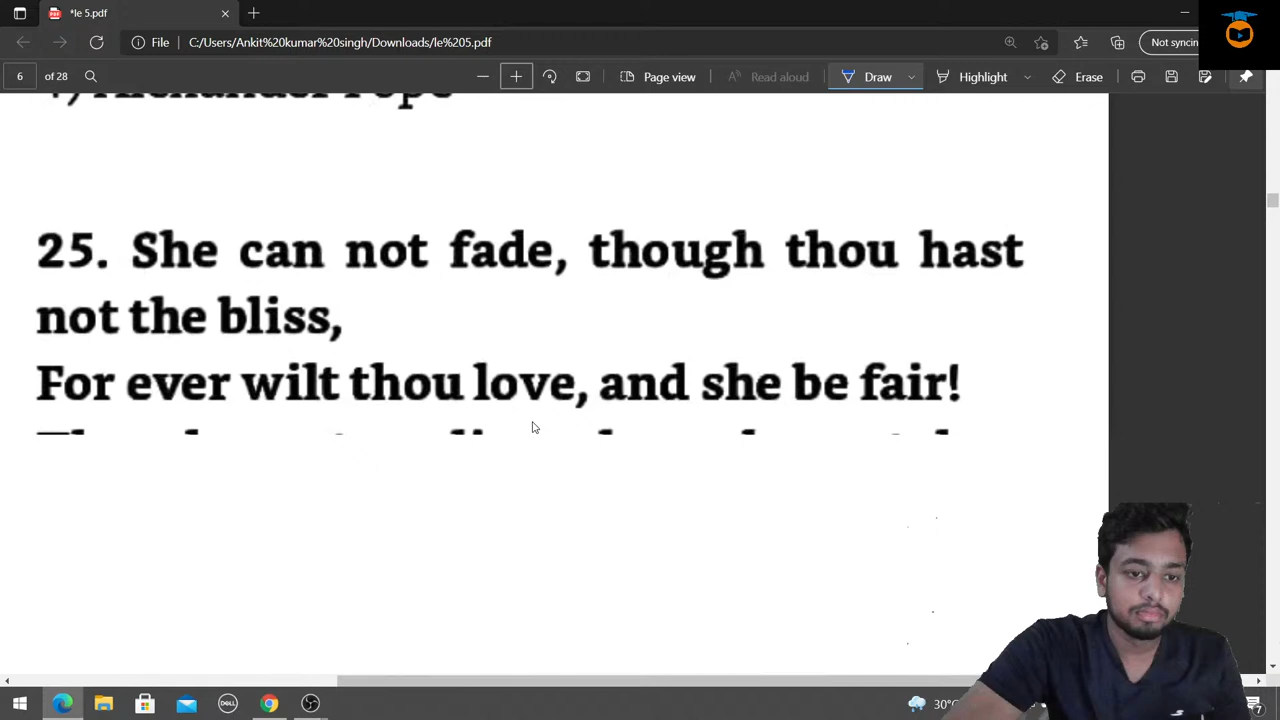 *le 5.pdf
File C:/Users/Ankit%20kumar%20singh/Downloads/le%205.pdf
Not syncin
6 of 28
Page view
Read aloud
Draw
Highlight
Erase
25. She can not fade, though thou hast
not the bliss,
For ever wilt thou love, and she be fair!
DELL
30°
7